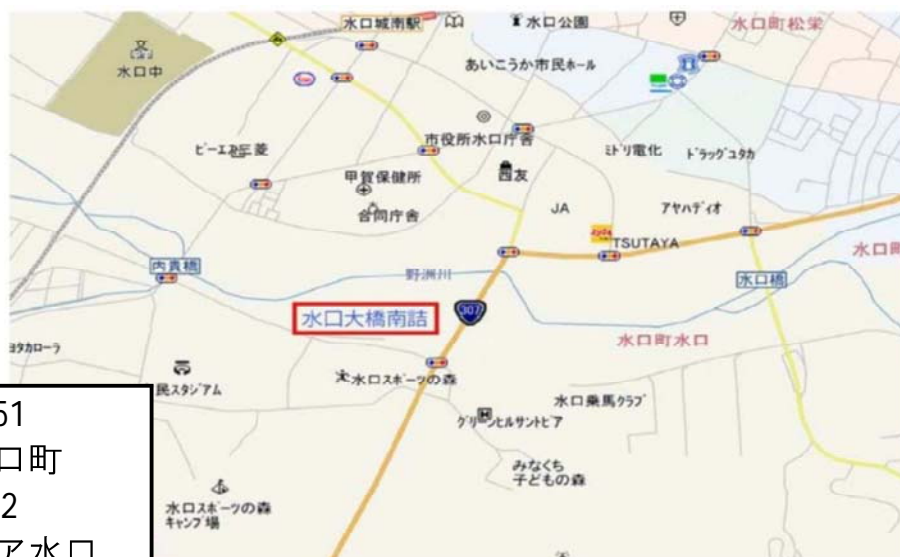 水口城南駅
水口公園
水口町松栄
水口中
あいこうか市民ホール
市役所水口庁舎
ピーエス三菱
ミドリ電化
ドラッグユタカ
甲賀保健所
西友
合同庁舎
JA
アヤハディオ
TSUTAYA
水口町
内貴橋
野洲川
水口橋
水口大橋南詰
307
水口町水口
ヨタカローラ
水口スポーツの森
民スタジアム
水口乗馬クラブ
グリーンヒルサントピア
みなくち
子どもの森
水口スポーツの森
キャンプ場
51
口町
2
ア水口